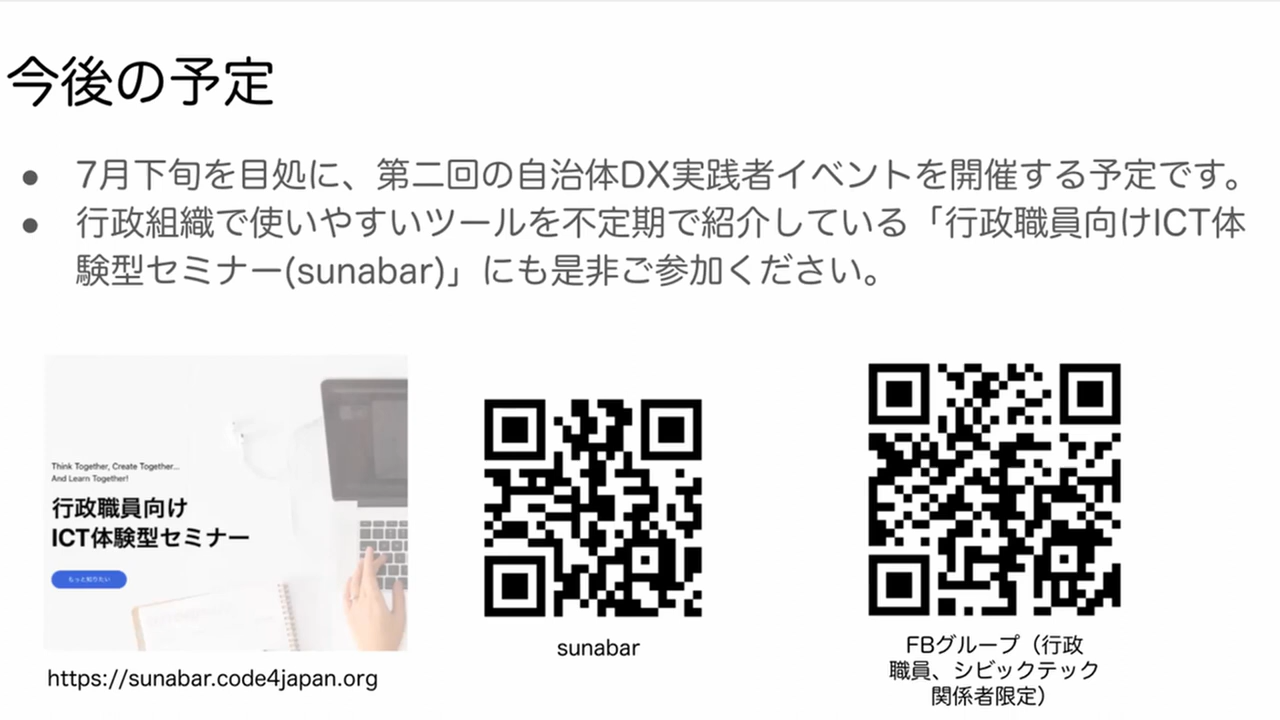 今後の予定
● 7月下旬を目処に、第二回の自治体DX実践者イベントを開催する予定です。
● 行政組織で使いやすいツールを不定期で紹介している「行政職員向けICT体
験型セミナー(sunabar)」にも是非ご参加ください。
Think Together, Create Together...
And Learn Together!
行政職員向け
ICT体験型セミナー
もっと知りたい
https://sunabar.code4japan.org
sunabar
FBグループ（行政
職員、シビックテック
関係者限定）